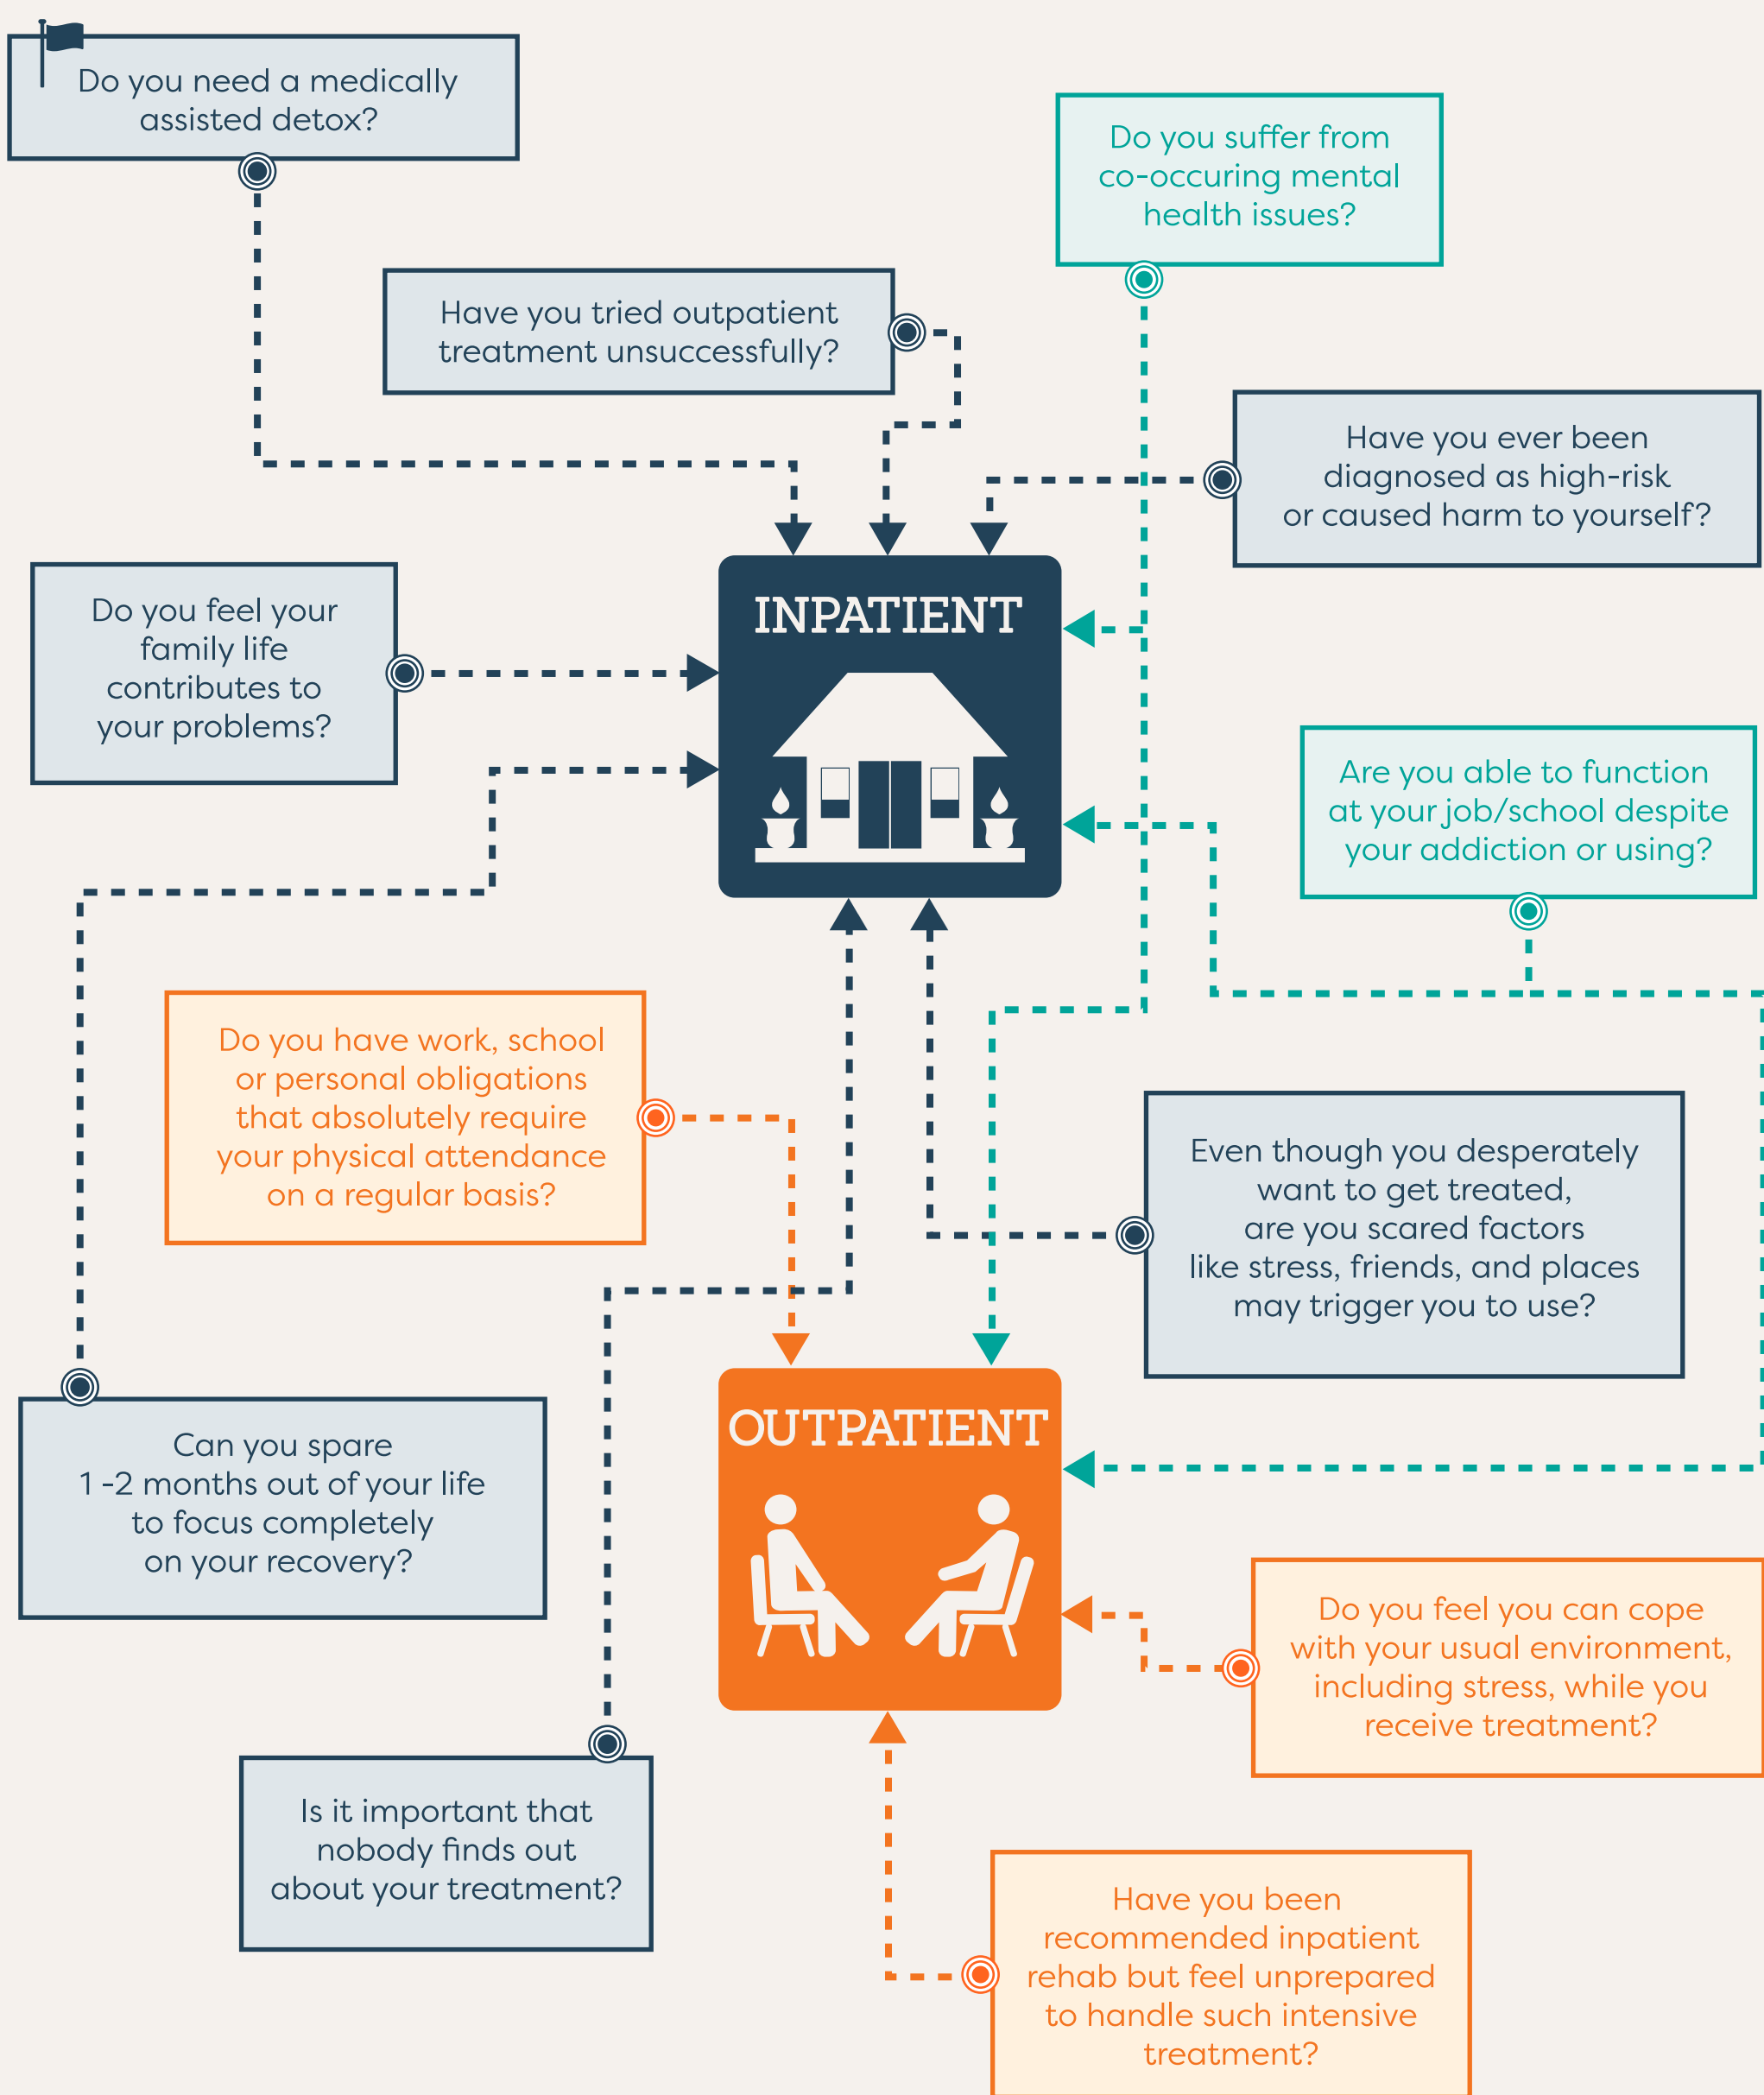 Do you need a medically
assisted detox?
Do you suffer from
co-occuring mental
health issues?
Have you tried outpatient
treatment unsuccessfully?
Have you ever been
diagnosed as high-risk
or caused harm to yourself?
Do you feel your
family life
contributes to
your problems?
INPATIENT
Are you able to function
at your job/school despite
your addiction or using?
Do you have work, school
or personal obligations
that absolutely require
your physical attendance
on a regular basis?
Even though you desperately
want to get treated,
are you scared factors
like stress, friends, and places
may trigger you to use?
Can you spare
1 -2 months out of your life
to focus completely
on your recovery?
OUTPATIENT
Do you feel you can cope
with your usual environment,
including stress, while you
receive treatment?
Is it important that
nobody finds out
about your treatment?
Have you been
recommended inpatient
rehab but feel unprepared
to handle such intensive
treatment?